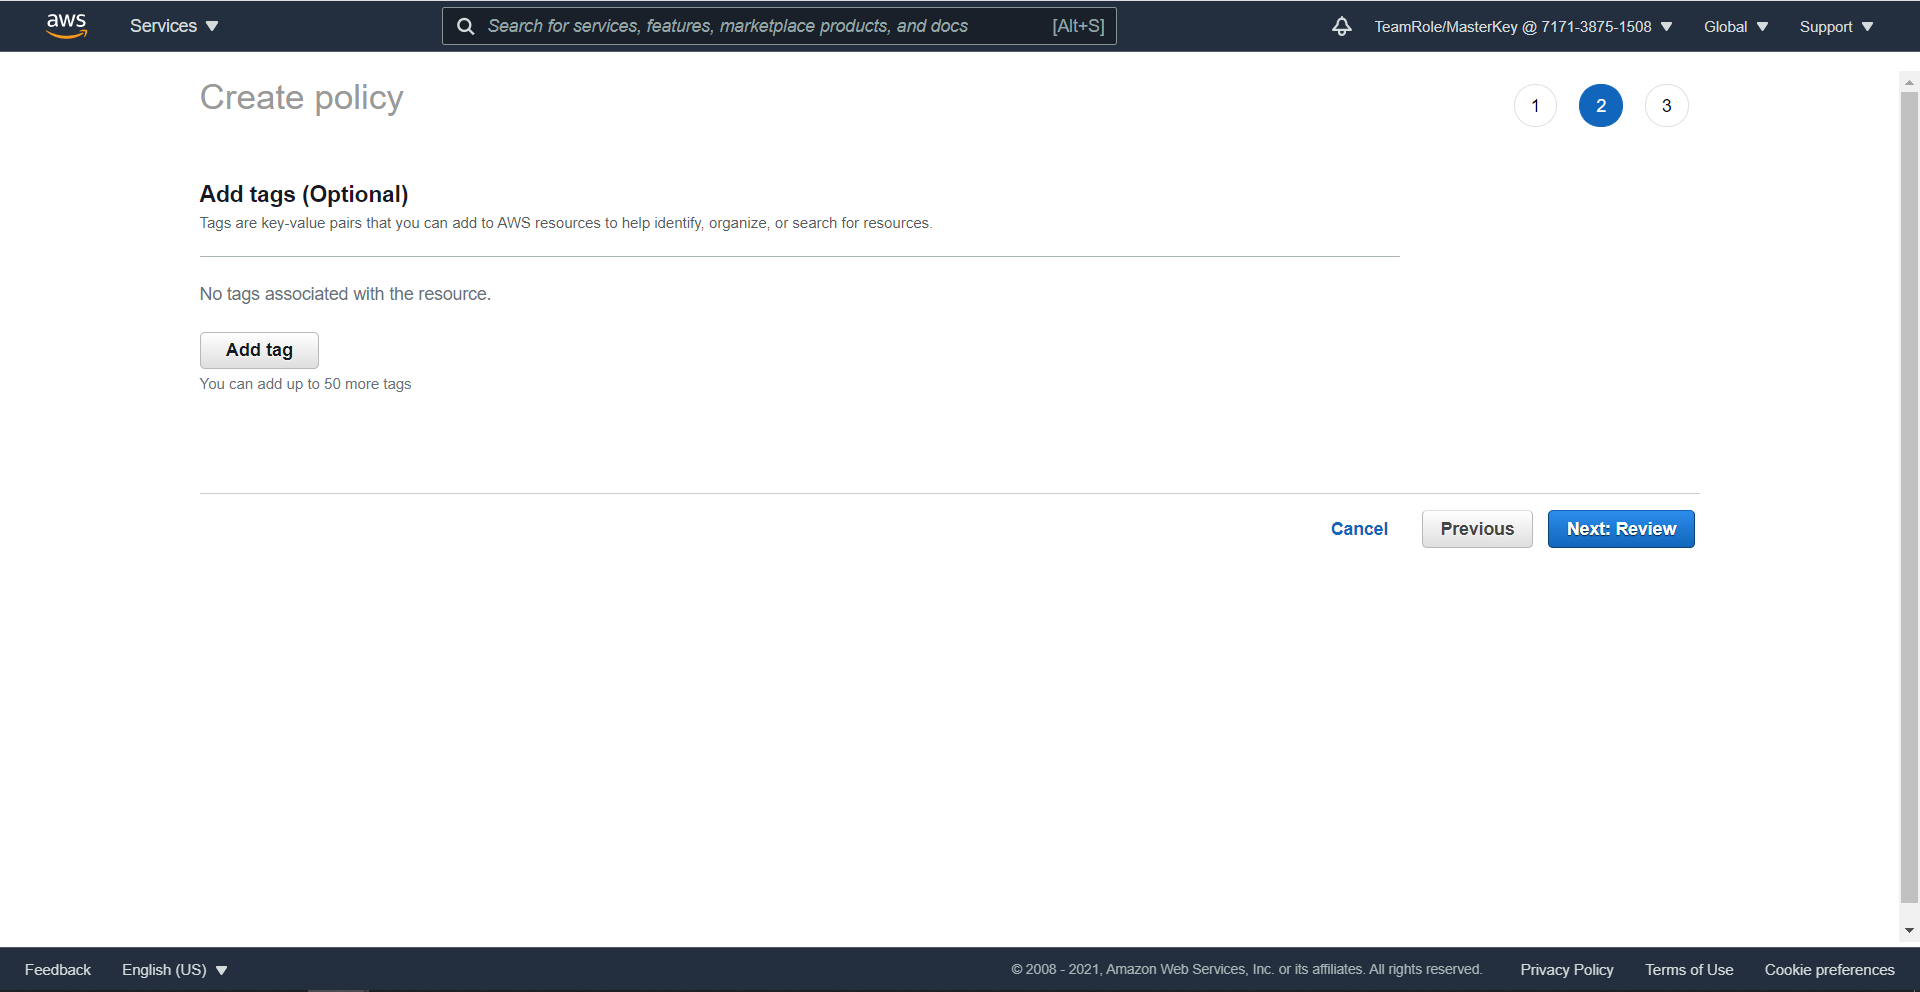 aws Services Search for services, features, marketplace products, and docs [Alt+S] TeamRole/MasterKey @ 7171-3875-1508 Global Support
Create policy 1 2 3
Add tags (Optional)
Tags are key-value pairs that you can add to AWS resources to help identify, organize, or search for resources.
No tags associated with the resource.
Add tag
You can add up to 50 more tags
Cancel Previous Next: Review
Feedback English (US) © 2008 - 2021, Amazon Web Services, Inc. or its affiliates. All rights reserved. Privacy Policy Terms of Use Cookie preferences